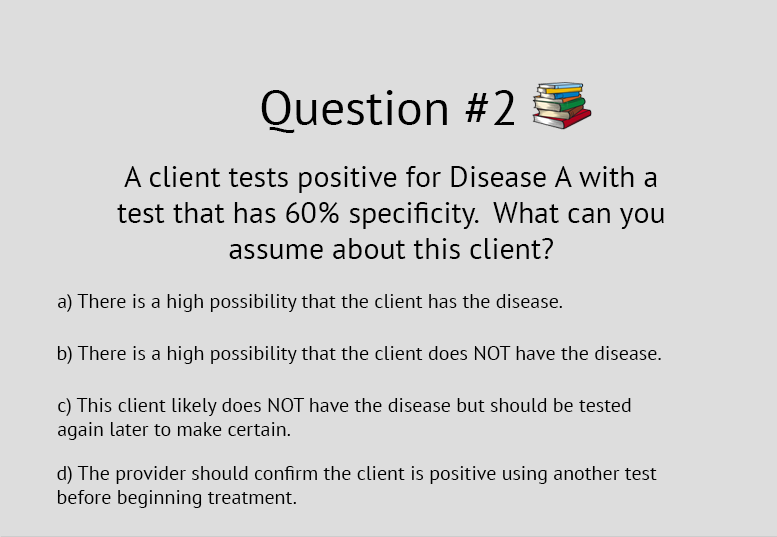 Question #2
A client tests positive for Disease A with a
test that has 60% specificity. What can you
assume about this client?
a) There is a high possibility that the client has the disease.
b) There is a high possibility that the client does NOT have the disease.
c) This client likely does NOT have the disease but should be tested
again later to make certain.
d) The provider should confirm the client is positive using another test
before beginning treatment.